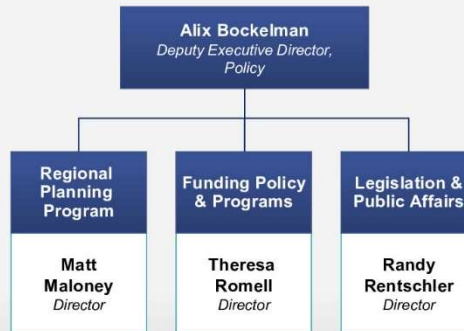 Alix Bockelman
Deputy Executive Director,
Policy
Regional
Planning
Program
Matt
Maloney
Director
Funding Policy
& Programs
Theresa
Romell
Director
Legislation &
Public Affairs
Randy
Rentschler
Director